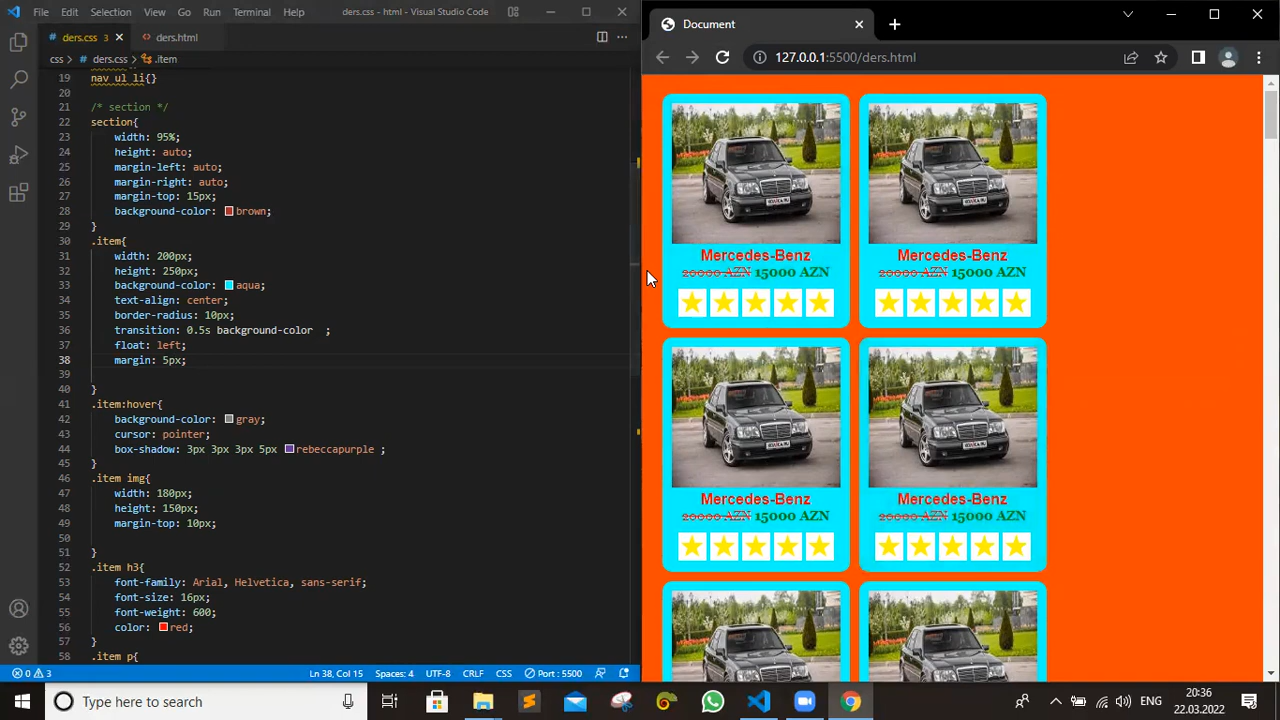 File Edit Selection View Go Run Terminal Help ders.css - html - Visual Studio Code
ders.css 3
ders.html
css > ders.css > .item
19 nav ul li{}
20
21 /* section */
22 section{
23 width: 95%;
24 height: auto;
25 margin-left: auto;
26 margin-right: auto;
27 margin-top: 15px;
28 background-color: brown;
29 }
30 .item{
31 width: 200px;
32 height: 250px;
33 background-color: aqua;
34 text-align: center;
35 border-radius: 10px;
36 transition: 0.5s background-color ;
37 float: left;
38 margin: 5px;
39
40 }
41 .item:hover{
42 background-color: gray;
43 cursor: pointer;
44 box-shadow: 3px 3px 3px 5px rebeccapurple ;
45 }
46 .item img{
47 width: 180px;
48 height: 150px;
49 margin-top: 10px;
50
51 }
52 .item h3{
53 font-family: Arial, Helvetica, sans-serif;
54 font-size: 16px;
55 font-weight: 600;
56 color: red;
57 }
58 .item p{
0 3 Ln 38, Col 15 Spaces: 4 UTF-8 CRLF CSS Port : 5500
Document
127.0.0.1:5500/ders.html
Mercedes-Benz
20000 AZN 15000 AZN
Mercedes-Benz
20000 AZN 15000 AZN
Mercedes-Benz
20000 AZN 15000 AZN
Mercedes-Benz
20000 AZN 15000 AZN
Type here to search
ENG
20:36
22.03.2022